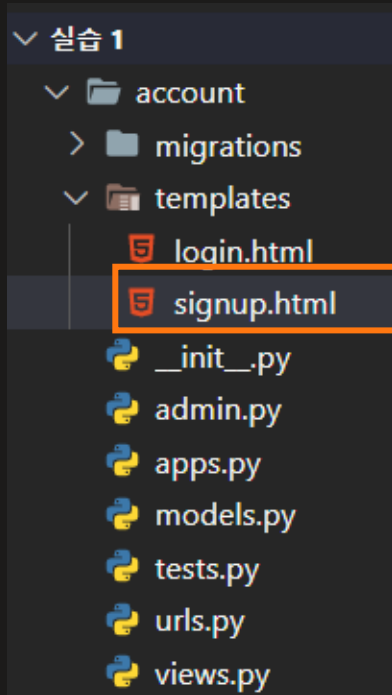 실습 1
account
migrations
templates
login.html
signup.html
__init__.py
admin.py
apps.py
models.py
tests.py
urls.py
views.py